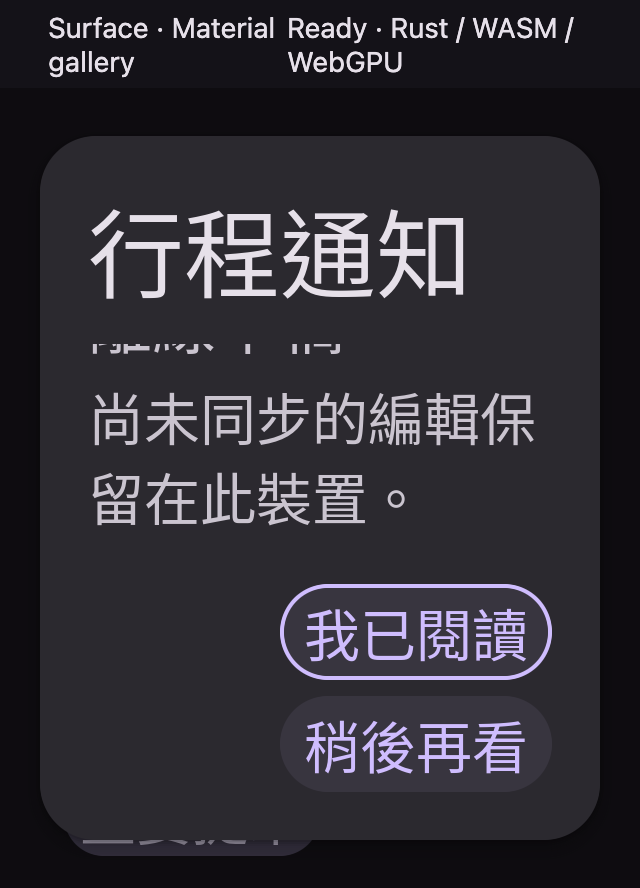 Surface · Material gallery
Ready · Rust / WASM / WebGPU
行程通知
尚未同步的編輯保
留在此裝置。
我已閱讀
稍後再看